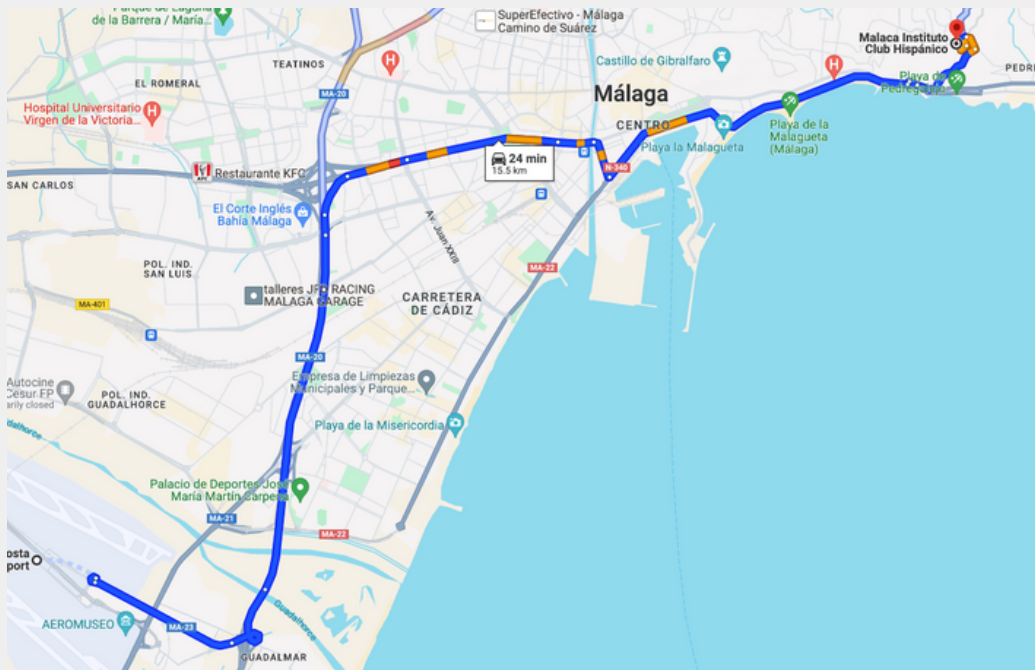 Parque de Laguna
de la Barrera / María...
SuperEfectivo - Málaga
Camino de Suárez
Malaca Instituto
Club Hispánico
TEATINOS
Castillo de Gibralfaro
EL ROMERAL
MA-20
Málaga
Playa de
Pedregalejo
PEDRE
Hospital Universitario
Virgen de la Victoria...
CENTRO
Playa la Malagueta
Playa de la
Malagueta
(Málaga)
24 min
15.5 km
N-340
Restaurante KFC
SAN CARLOS
El Corte Inglés
Bahía Málaga
Av. Juan XXIII
POL. IND.
SAN LUIS
MA-22
talleres JFP RACING
MALAGA GARAGE
MA-401
CARRETERA
DE CÁDIZ
MA-20
Empresa de Limpiezas
Municipales y Parque...
Autocine
Cesur FP
arily closed
POL. IND.
GUADALHORCE
Guadalhorce
Playa de la Misericordia
Palacio de Deportes José
María Martín Carpena
MA-21
MA-22
osta
port
Guadalhorce
AEROMUSEO
MA-23
GUADALMAR